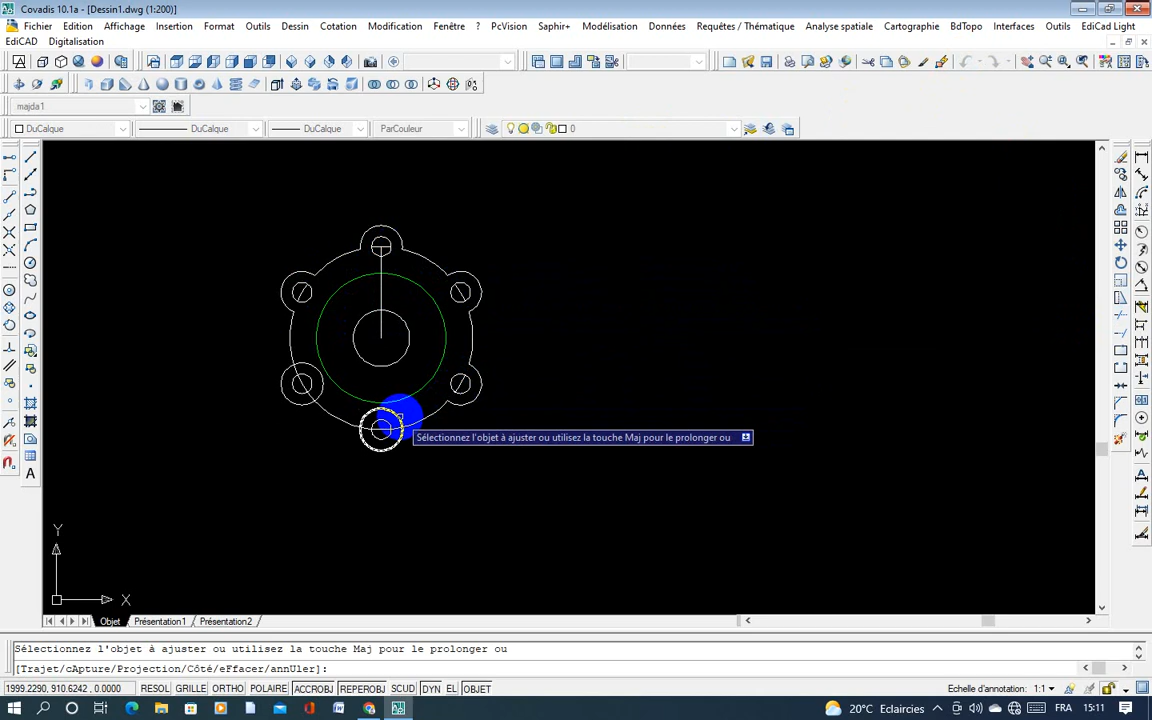 Covadis 10.1a - [Dessin1.dwg (1:200)]
Fichier Edition Affichage Insertion Format Outils Dessin Cotation Modification Fenêtre ? PcVision Saphir+ Modélisation Données Requêtes / Thématique Analyse spatiale Cartographie BdTopo Interfaces Outils EdiCad Light
EdiCAD Digitalisation
majda1
DuCalque DuCalque DuCalque ParCouleur 0
Sélectionnez l'objet à ajuster ou utilisez la touche Maj pour le prolonger ou
Y
X
Objet Présentation1 Présentation2
Sélectionnez l'objet à ajuster ou utilisez la touche Maj pour le prolonger ou
[Trajet/cApture/Projection/Côté/eFfacer/annUler]:
1999.2290, 910.6242 , 0.0000 RESOL GRILLE ORTHO POLAIRE ACCROBJ REPEROBJ SCUD DYN EL OBJET Echelle d'annotation: 1:1
20°C Eclaircies FRA 15:11